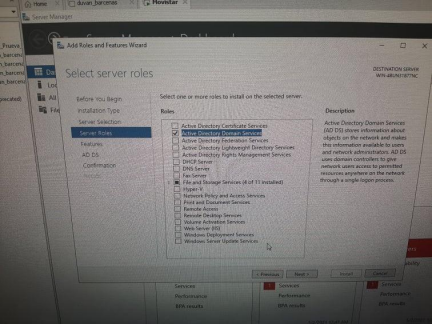 Home
duvan_barcenas
Movistar
Server Manager
Add Roles and Features Wizard
Select server roles
DESTINATION SERVER
Before You Begin
Installation Type
Server Selection
Server Roles
Features
AD DS
Confirmation
Select one or more roles to install on the selected server.
Roles
Active Directory Certificate Services
Active Directory Domain Services
Active Directory Federation Services
Active Directory Lightweight Directory Services
Active Directory Rights Management Services
DHCP Server
DNS Server
Fax Server
File and Storage Services (4 of 11 installed)
Hyper-V
Network Policy and Access Services
Print and Document Services
Remote Access
Remote Desktop Services
Volume Activation Services
Web Server (IIS)
Windows Deployment Services
Windows Server Update Services
Description
Active Directory Domain Services
(AD DS) stores information about
objects on the network and makes
this information available to users
and network administrators. AD DS
uses domain controllers to give
network users access to permitted
resources anywhere on the network
through a single logon process.
< Previous
Next >
Install
Cancel
Services
Performance
BPA results
1 Services
Performance
BPA results
1 Services
Performance
BPA results